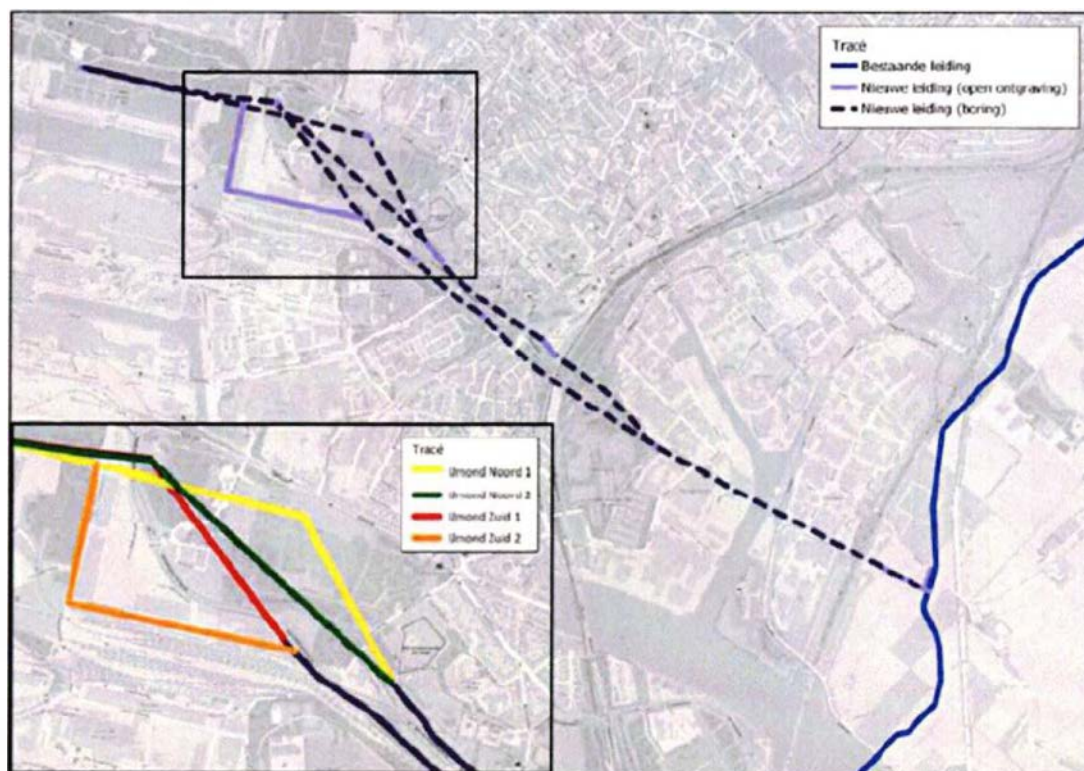 Tracé
Bestaande leiding
Nieuwe leiding (open ontgraving)
Nieuwe leiding (boring)
Tracé
IJmond Noord 1
IJmond Noord 2
IJmond Zuid 1
IJmond Zuid 2